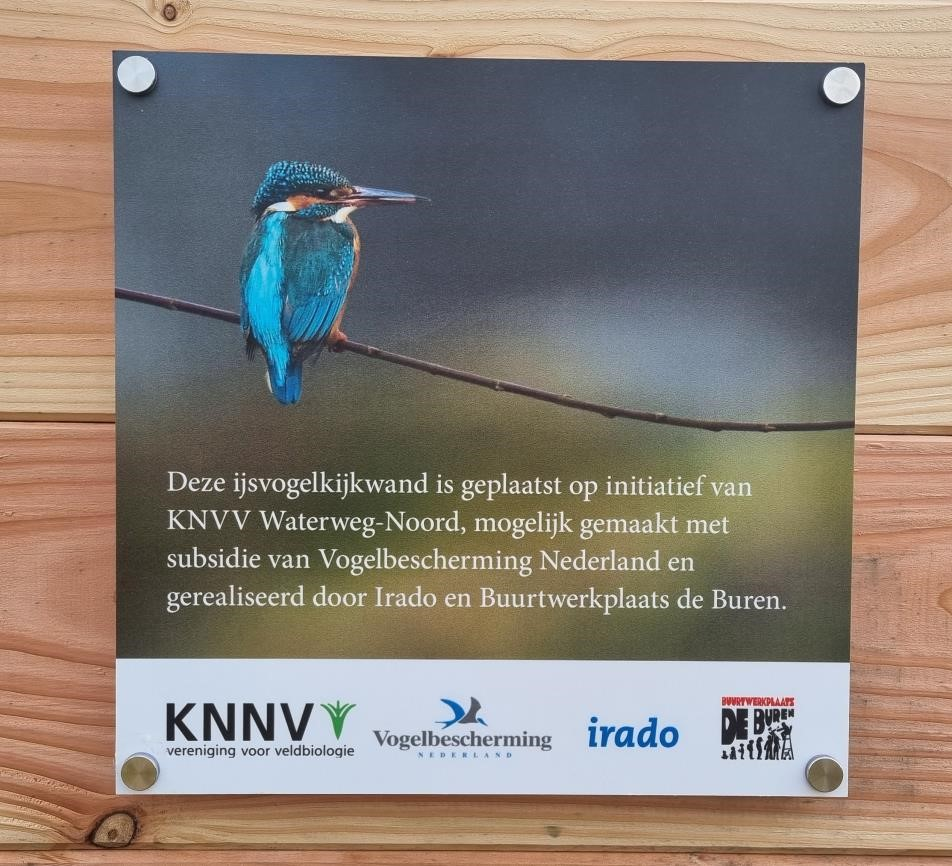 Deze ijsvogelkijkwand is geplaatst op initiatief van
KNVV Waterweg-Noord, mogelijk gemaakt met
subsidie van Vogelbescherming Nederland en
gerealiseerd door Irado en Buurtwerkplaats de Buren.
KNNV
vereniging voor veldbiologie
Vogelbescherming
NEDERLAND
irado
BUURTWERKPLAATS
DE BUREN